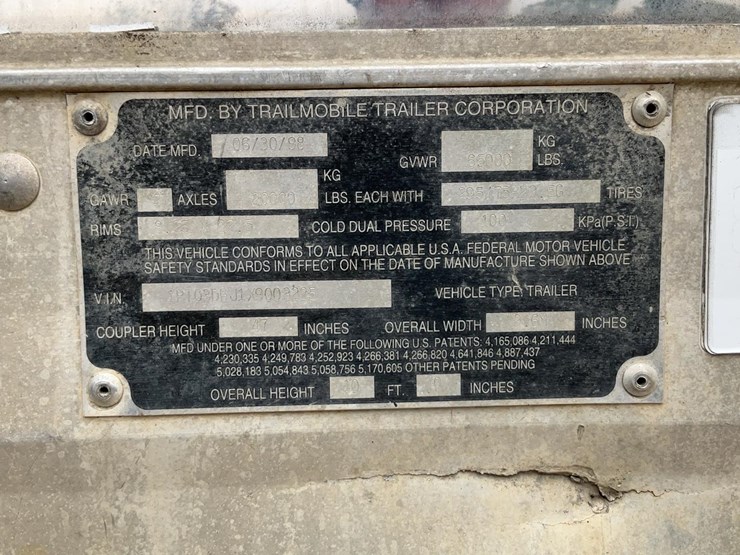 MFD. BY TRAILMOBILE TRAILER CORPORATION
DATE MFD. 06/30/98 GVWR KG LBS.
GAWR AXLES KG LBS. EACH WITH TIRES
RIMS COLD DUAL PRESSURE KPa(P.S.I.)
THIS VEHICLE CONFORMS TO ALL APPLICABLE U.S.A. FEDERAL MOTOR VEHICLE
SAFETY STANDARDS IN EFFECT ON THE DATE OF MANUFACTURE SHOWN ABOVE
V.I.N. VEHICLE TYPE: TRAILER
COUPLER HEIGHT INCHES OVERALL WIDTH INCHES
MFD UNDER ONE OR MORE OF THE FOLLOWING U.S. PATENTS: 4,165,086 4,211,444
4,230,335 4,249,783 4,252,923 4,266,381 4,266,820 4,641,846 4,887,437
5,028,183 5,054,843 5,058,756 5,170,605 OTHER PATENTS PENDING
OVERALL HEIGHT FT. INCHES